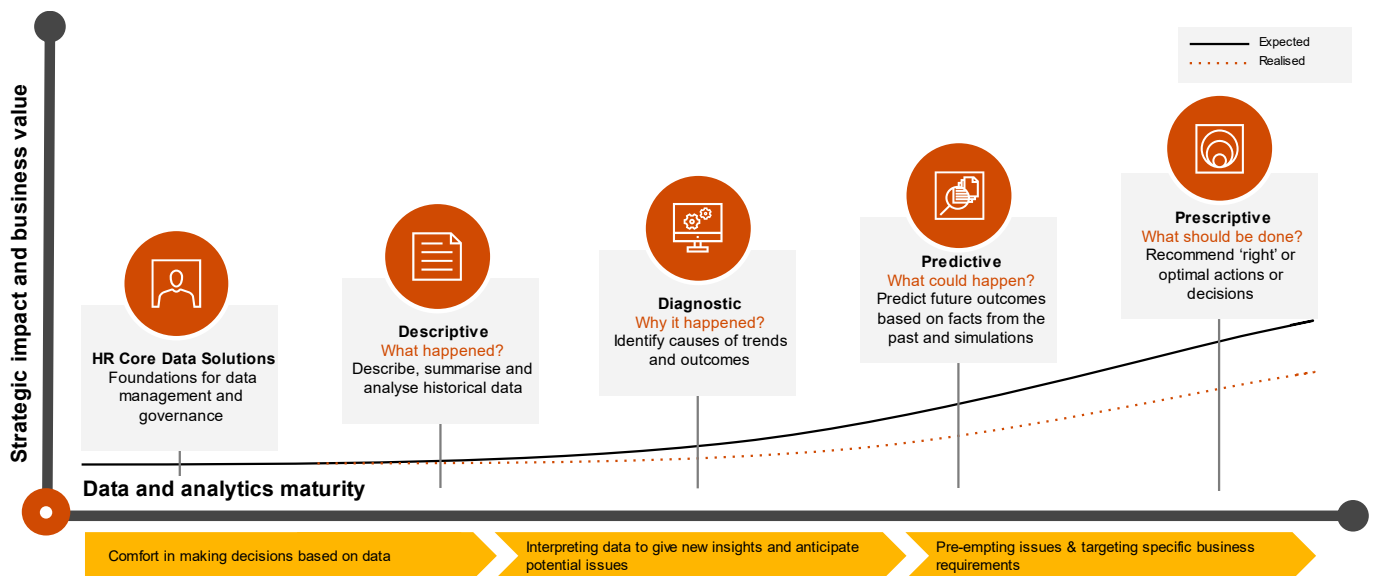 Strategic impact and business value
Expected
Realised
HR Core Data Solutions
Foundations for data
management and
governance
Descriptive
What happened?
Describe, summarise and
analyse historical data
Diagnostic
Why it happened?
Identify causes of trends
and outcomes
Predictive
What could happen?
Predict future outcomes
based on facts from the
past and simulations
Prescriptive
What should be done?
Recommend ‘right’ or
optimal actions or
decisions
Data and analytics maturity
Comfort in making decisions based on data
Interpreting data to give new insights and anticipate
potential issues
Pre-empting issues & targeting specific business
requirements